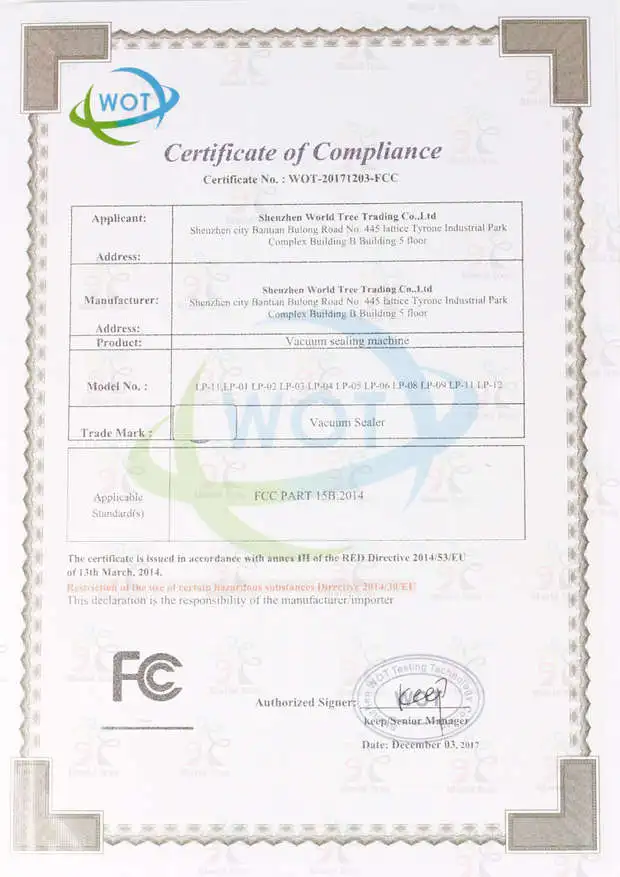 WOT
Certificate of Compliance
Certificate No. : WOT-20171203-FCC
Applicant:
Shenzhen World Tree Trading Co.,Ltd
Shenzhen city Bantian Bulong Road No. 445 lattice Tyrone Industrial Park
Complex Building B Building 5 floor
Address:
Manufacturer:
Shenzhen World Tree Trading Co.,Ltd
Shenzhen city Bantian Bulong Road No. 445 lattice Tyrone Industrial Park
Complex Building B Building 5 floor
Address:
Product:
Vacuum sealing machine
Model No. :
LP-11,LP-01 LP-02 LP-03 LP-04 LP-05 LP-06 LP-08 LP-09 LP-11 LP-12
WOT
Trade Mark :
Vacuum Sealer
Applicable
Standard(s)
FCC PART 15B:2014
The certificate is issued in accordance with annex III of the RED Directive 2014/53/EU
of 13th March, 2014.
Restriction of the use of certain hazardous substances Directive 2014/30/EU
This declaration is the responsibility of the manufacturer/importer
FCC
WOT Testing Technology
WOT
keep
Authorized Signer:
keep/Senior Manager
Date: December 03, 2017